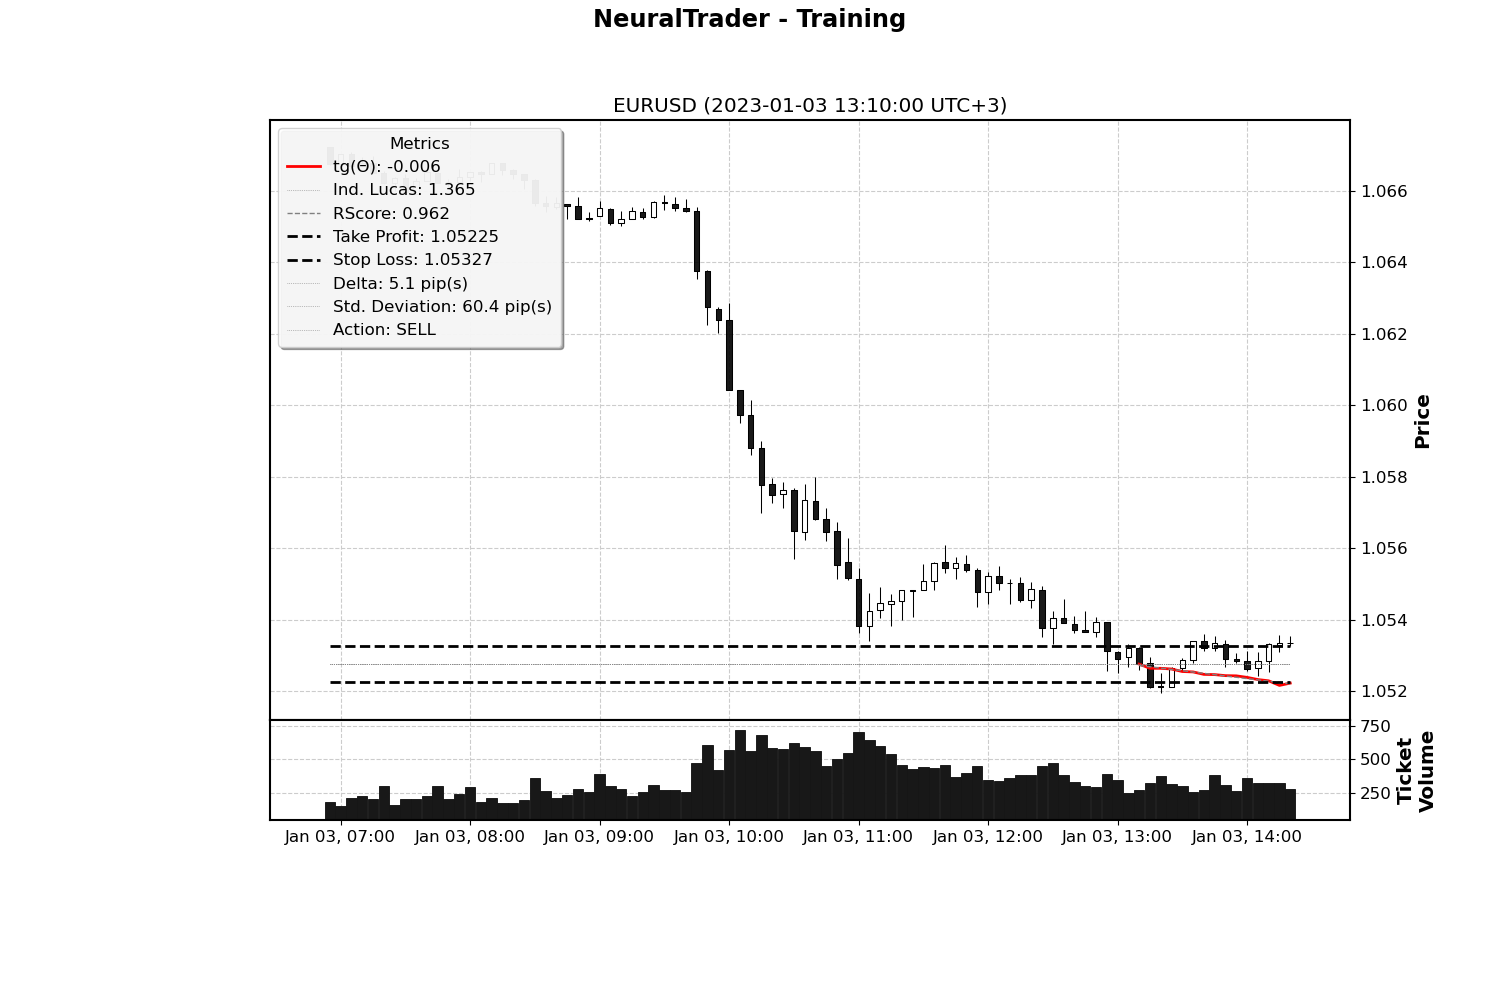 NeuralTrader - Training
EURUSD (2023-01-03 13:10:00 UTC+3)
Metrics
tg(Θ): -0.006
Ind. Lucas: 1.365
RScore: 0.962
Take Profit: 1.05225
Stop Loss: 1.05327
Delta: 5.1 pip(s)
Std. Deviation: 60.4 pip(s)
Action: SELL
1.066
1.064
1.062
1.060
1.058
1.056
1.054
1.052
Price
750
500
250
Ticket
Volume
Jan 03, 07:00
Jan 03, 08:00
Jan 03, 09:00
Jan 03, 10:00
Jan 03, 11:00
Jan 03, 12:00
Jan 03, 13:00
Jan 03, 14:00